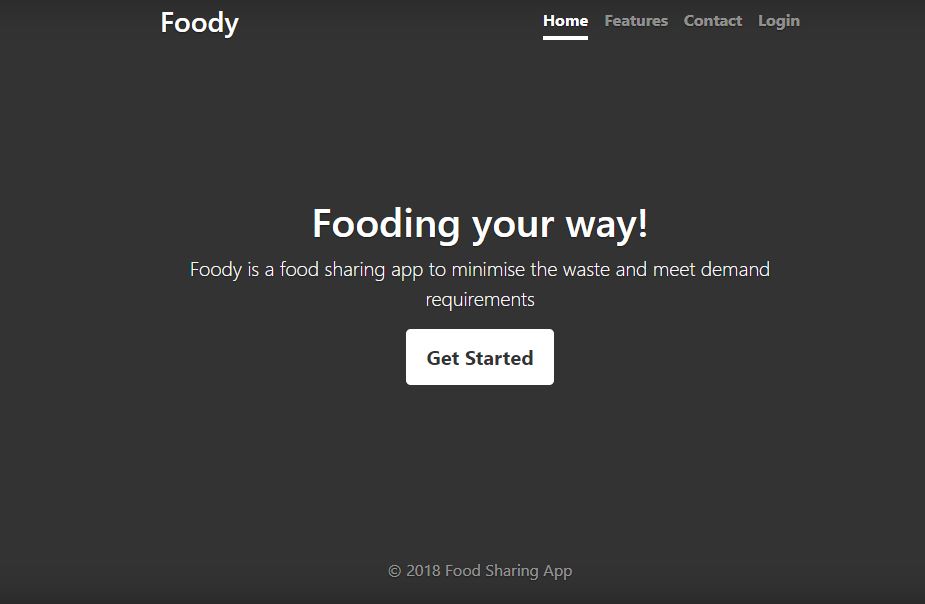 Foody
Home Features Contact Login
Fooding your way!
Foody is a food sharing app to minimise the waste and meet demand
requirements
Get Started
© 2018 Food Sharing App